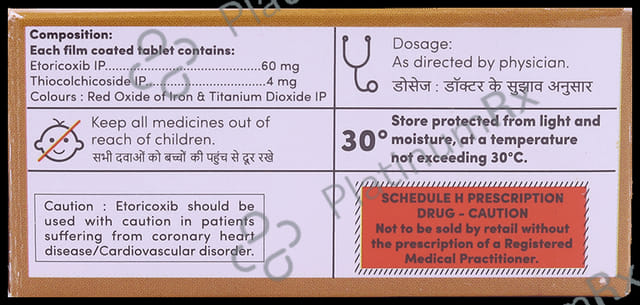 Composition:
Each film coated tablet contains:
Etoricoxib IP..............................60 mg
Thiocolchicoside IP.........................4 mg
Colours : Red Oxide of Iron & Titanium Dioxide IP
Dosage:
As directed by physician.
डोसेज : डॉक्टर के सुझाव अनुसार
Keep all medicines out of
reach of children.
सभी दवाओं को बच्चों की पहुंच से दूर रखे
30°
Store protected from light and
moisture, at a temperature
not exceeding 30°C.
Caution : Etoricoxib should be
used with caution in patients
suffering from coronary heart
disease/Cardiovascular disorder.
SCHEDULE H PRESCRIPTION
DRUG - CAUTION
Not to be sold by retail without
the prescription of a Registered
Medical Practitioner.
PlatinumRx